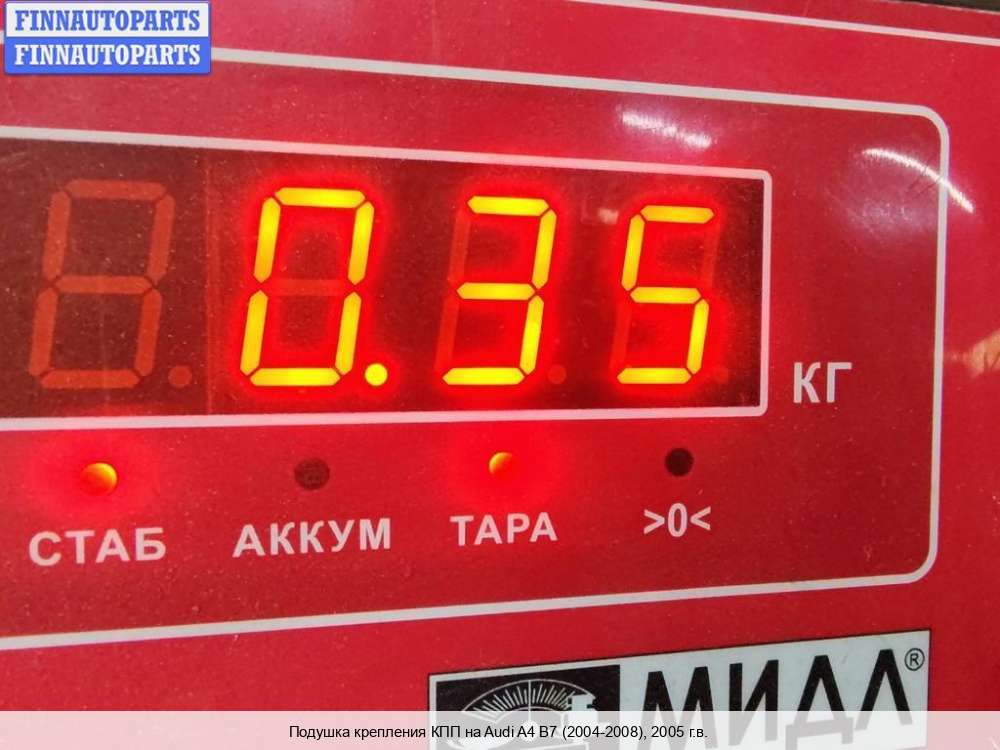 FINNAUTOPARTS
FINNAUTOPARTS
0.35
КГ
СТАБ АККУМ ТАРА >0<
МИДЛ®
Подушка крепления КПП на Audi A4 B7 (2004-2008), 2005 г.в.